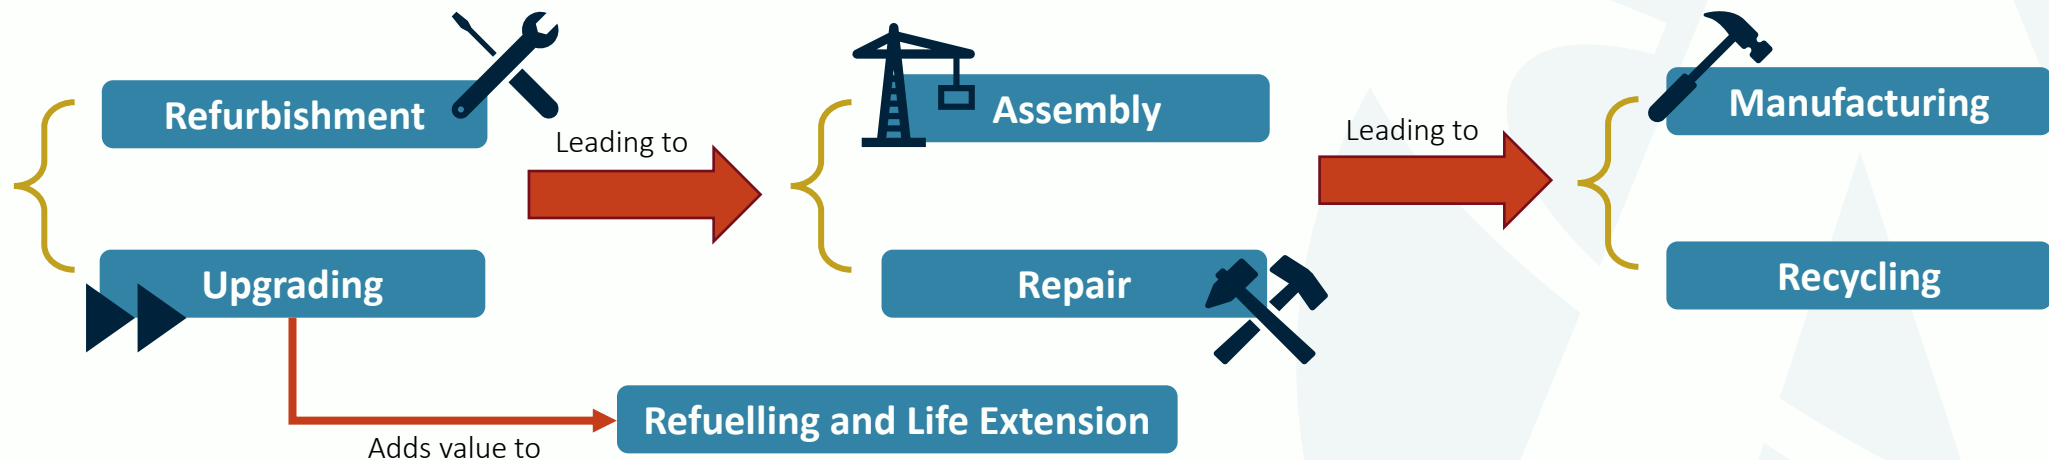 Refurbishment
Leading to
Assembly
Leading to
Manufacturing
Upgrading
Repair
Recycling
Adds value to
Refuelling and Life Extension